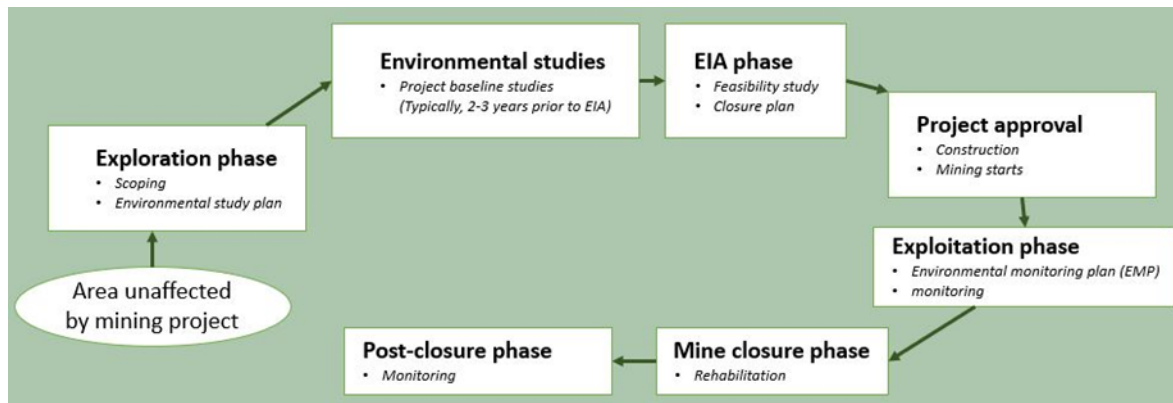 Area unaffected
by mining project
Exploration phase
• Scoping
• Environmental study plan
Environmental studies
• Project baseline studies
(Typically, 2-3 years prior to EIA)
EIA phase
• Feasibility study
• Closure plan
Project approval
• Construction
• Mining starts
Exploitation phase
• Environmental monitoring plan (EMP)
• monitoring
Mine closure phase
• Rehabilitation
Post-closure phase
• Monitoring